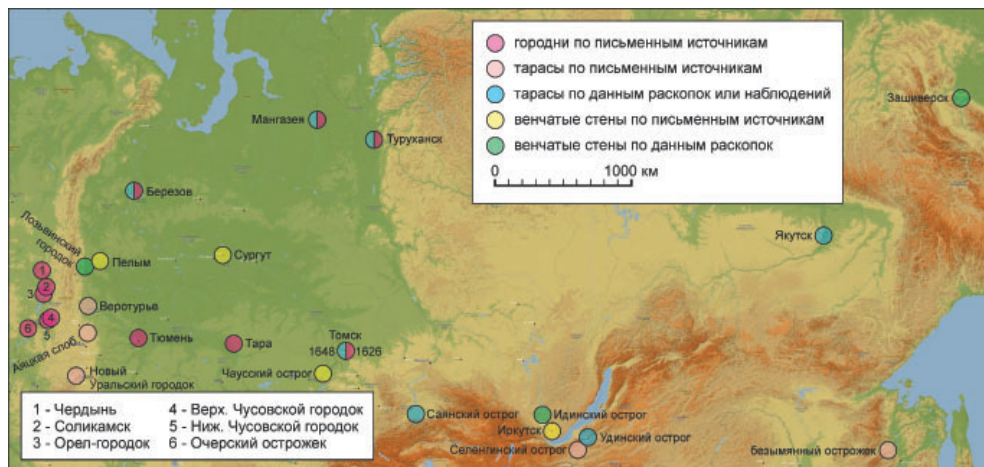 городни по письменным источникам
тарасы по письменным источникам
тарасы по данным раскопок или наблюдений
венчатые стены по письменным источникам
венчатые стены по данным раскопок
0 1000 км
Зашиверск
Мангазея
Туруханск
Березов
Якутск
Лозьвинский
городок
Пелым
Сургут
1
2
3
Веротурье
4
5
6
Аяцкая слоб.
Тюмень
Тара
Томск
1648 1626
Новый
Уральский городок
Чаусский острог
Саянский острог
Идинский острог
Иркутск
Удинский острог
Селенгинский острог
безымянный острожек
1 - Чердынь
2 - Соликамск
3 - Орел-городок
4 - Верх. Чусовской городок
5 - Ниж. Чусовской городок
6 - Очерский острожек